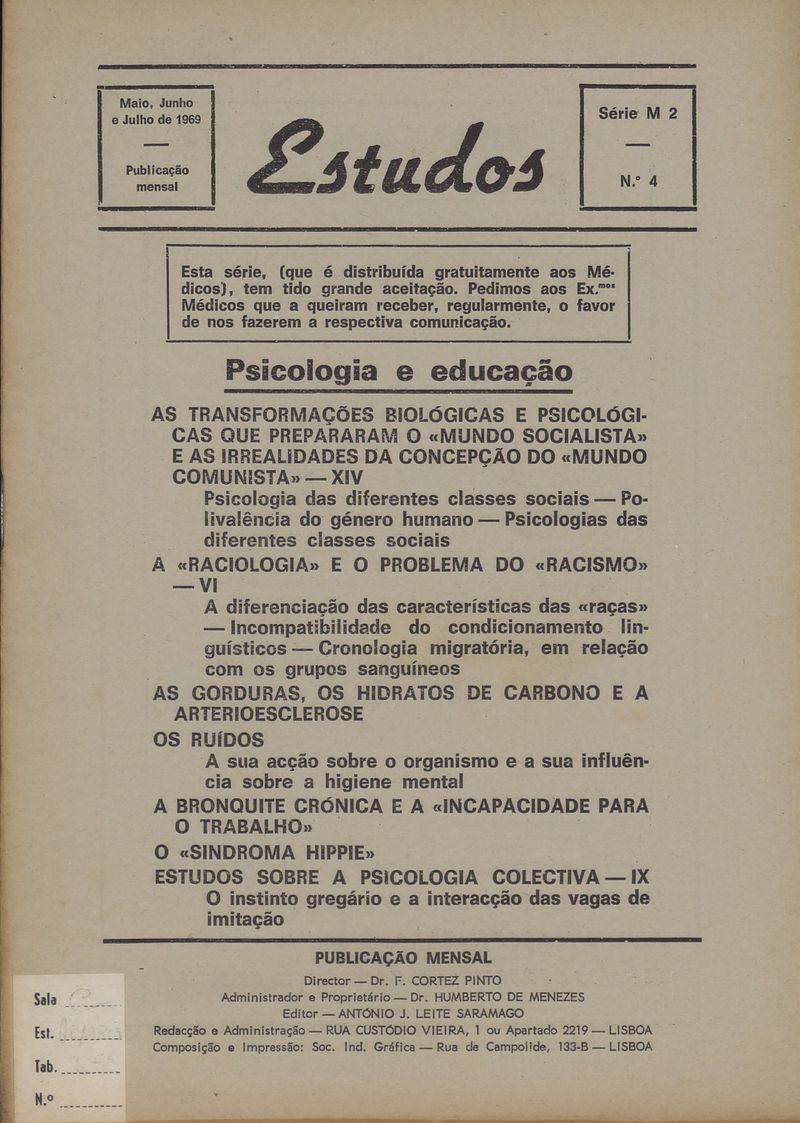 Maio, Junho
e Julho de 1969
—
Publicação
mensal
Estudos
Série M 2
—
N.º 4
Esta série, (que é distribuída gratuitamente aos Mé-
dicos), tem tido grande aceitação. Pedimos aos Ex.mos
Médicos que a queiram receber, regularmente, o favor
de nos fazerem a respectiva comunicação.
Psicologia e educação
AS TRANSFORMAÇÕES BIOLÓGICAS E PSICOLÓGI-
CAS QUE PREPARARAM O «MUNDO SOCIALISTA»
E AS IRREALIDADES DA CONCEPÇÃO DO «MUNDO
COMUNISTA» — XIV
Psicologia das diferentes classes sociais — Po-
livalência do género humano — Psicologias das
diferentes classes sociais
A «RACIOLOGIA» E O PROBLEMA DO «RACISMO»
— VI
A diferenciação das características das «raças»
— Incompatibilidade do condicionamento lin-
guísticos — Cronologia migratória, em relação
com os grupos sanguíneos
AS GORDURAS, OS HIDRATOS DE CARBONO E A
ARTERIOESCLEROSE
OS RUÍDOS
A sua acção sobre o organismo e a sua influên-
cia sobre a higiene mental
A BRONQUITE CRÓNICA E A «INCAPACIDADE PARA
O TRABALHO»
O «SINDROMA HIPPIE»
ESTUDOS SOBRE A PSICOLOGIA COLECTIVA — IX
O instinto gregário e a interacção das vagas de
imitação
PUBLICAÇÃO MENSAL
Director — Dr. F. CORTEZ PINTO
Administrador e Proprietário — Dr. HUMBERTO DE MENEZES
Editor — ANTÓNIO J. LEITE SARAMAGO
Redacção e Administração — RUA CUSTÓDIO VIEIRA, 1 ou Apartado 2219 — LISBOA
Composição e Impressão: Soc. Ind. Gráfica — Rua de Campolide, 133-B — LISBOA
Sala
Est.
Tab.
N.º